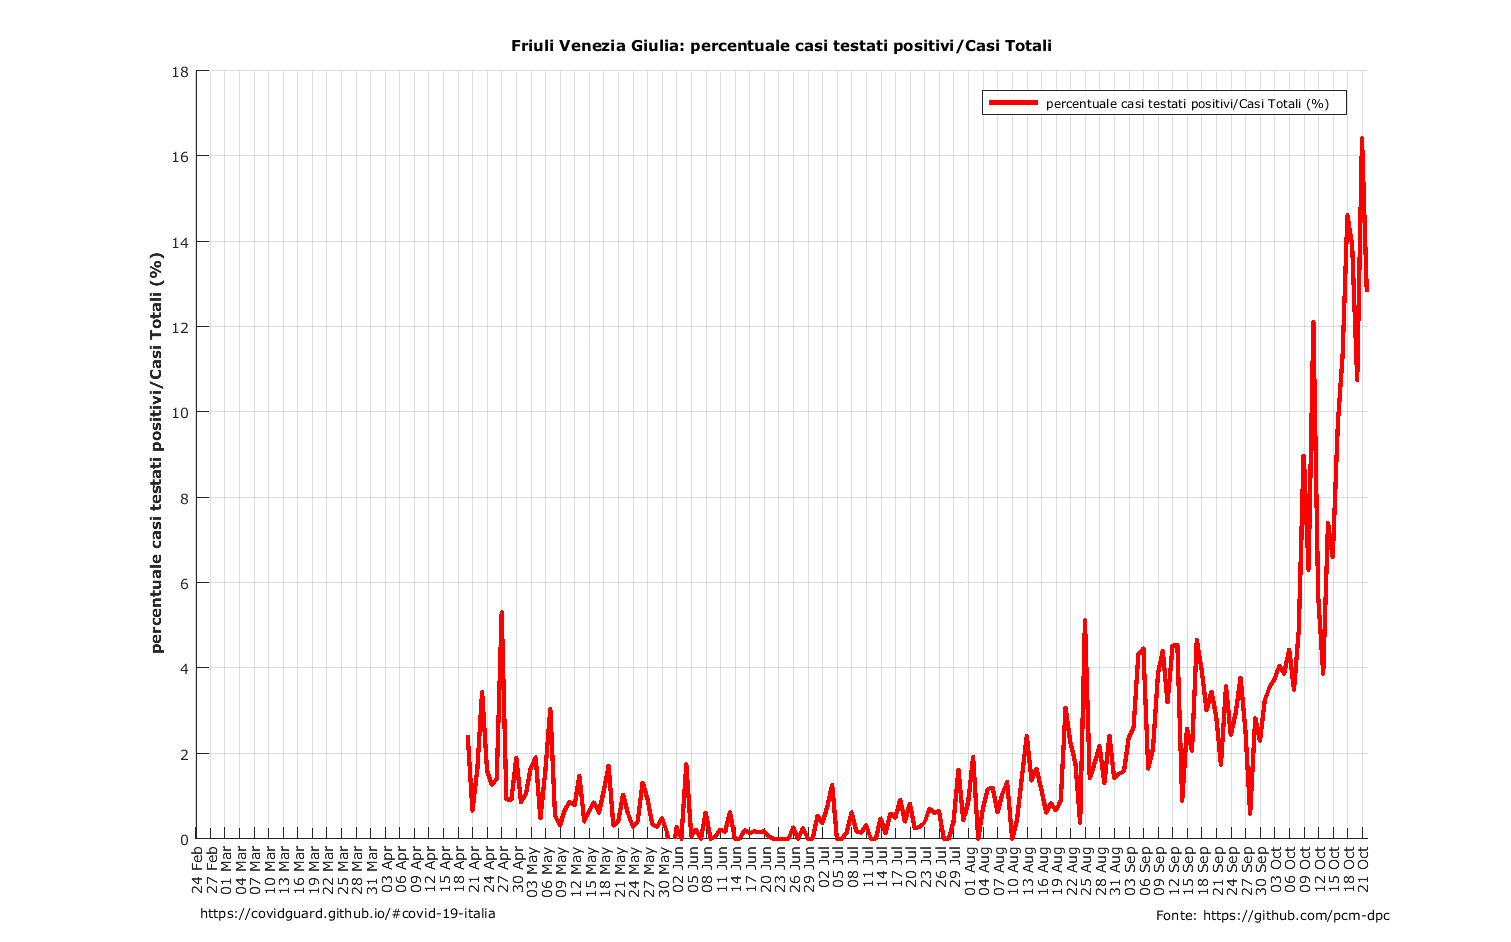 Friuli Venezia Giulia: percentuale casi testati positivi/Casi Totali
percentuale casi testati positivi/Casi Totali (%)
percentuale casi testati positivi/Casi Totali (%)
18
16
14
12
10
8
6
4
2
0
24 Feb
27 Feb
01 Mar
04 Mar
07 Mar
10 Mar
13 Mar
16 Mar
19 Mar
22 Mar
25 Mar
28 Mar
31 Mar
03 Apr
06 Apr
09 Apr
12 Apr
15 Apr
18 Apr
21 Apr
24 Apr
27 Apr
30 Apr
03 May
06 May
09 May
12 May
15 May
18 May
21 May
24 May
27 May
30 May
02 Jun
05 Jun
08 Jun
11 Jun
14 Jun
17 Jun
20 Jun
23 Jun
26 Jun
29 Jun
02 Jul
05 Jul
08 Jul
11 Jul
14 Jul
17 Jul
20 Jul
23 Jul
26 Jul
29 Jul
01 Aug
04 Aug
07 Aug
10 Aug
13 Aug
16 Aug
19 Aug
22 Aug
25 Aug
28 Aug
31 Aug
03 Sep
06 Sep
09 Sep
12 Sep
15 Sep
18 Sep
21 Sep
24 Sep
27 Sep
30 Sep
03 Oct
06 Oct
09 Oct
12 Oct
15 Oct
18 Oct
21 Oct
https://covidguard.github.io/#covid-19-italia
Fonte: https://github.com/pcm-dpc